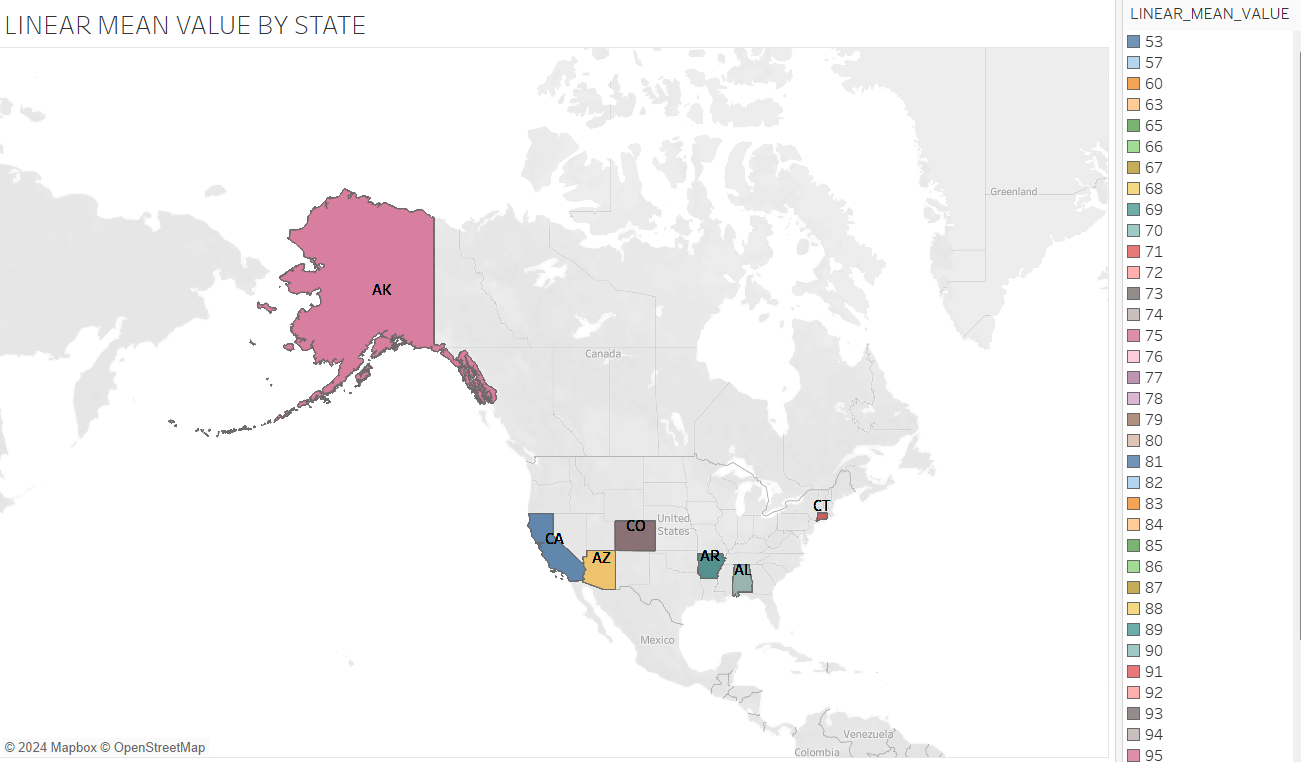 LINEAR MEAN VALUE BY STATE
LINEAR_MEAN_VALUE
53
57
60
63
65
66
67
68
69
70
71
72
73
74
75
76
77
78
79
80
81
82
83
84
85
86
87
88
89
90
91
92
93
94
95
Greenland
AK
Canada
CT
CO
United
States
CA
AZ
AR
AL
Mexico
Venezuela
Colombia
© 2024 Mapbox © OpenStreetMap